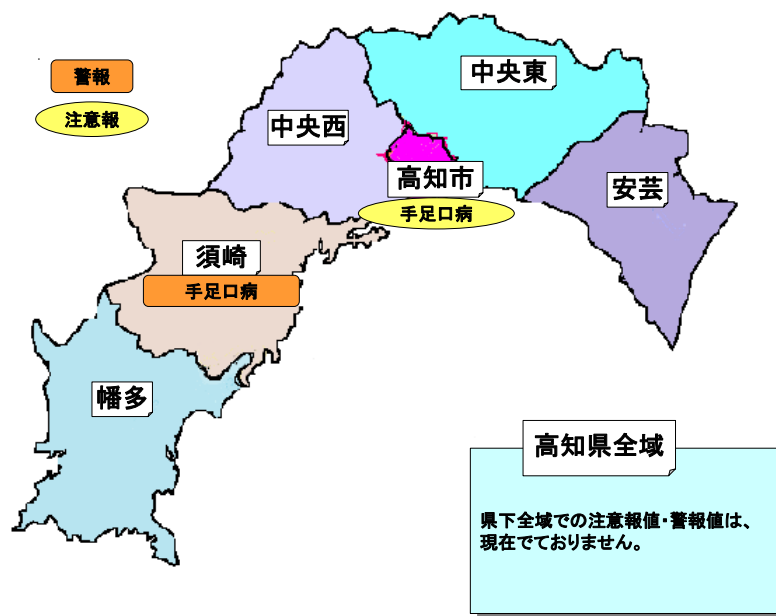 警報
注意報
中央東
中央西
高知市
手足口病
安芸
須崎
手足口病
幡多
高知県全域
県下全域での注意報値・警報値は、
現在でておりません。